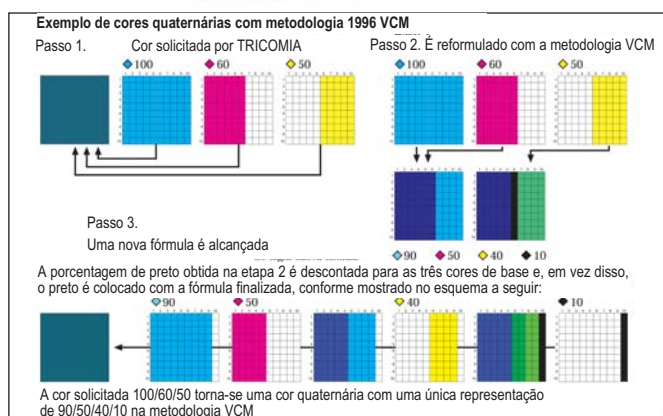 Exemplo de cores quaternárias com metodologia 1996 VCM
Passo 1. Cor solicitada por TRICOMIA
Passo 2. É reformulado com a metodologia VCM
100 60 50
100 60 50
90 50 40 10
Passo 3.
Uma nova fórmula é alcançada
A porcentagem de preto obtida na etapa 2 é descontada para as três cores de base e, em vez disso,
o preto é colocado com a fórmula finalizada, conforme mostrado no esquema a seguir:
90 50 40 10
A cor solicitada 100/60/50 torna-se uma cor quaternária com uma única representação
de 90/50/40/10 na metodologia VCM